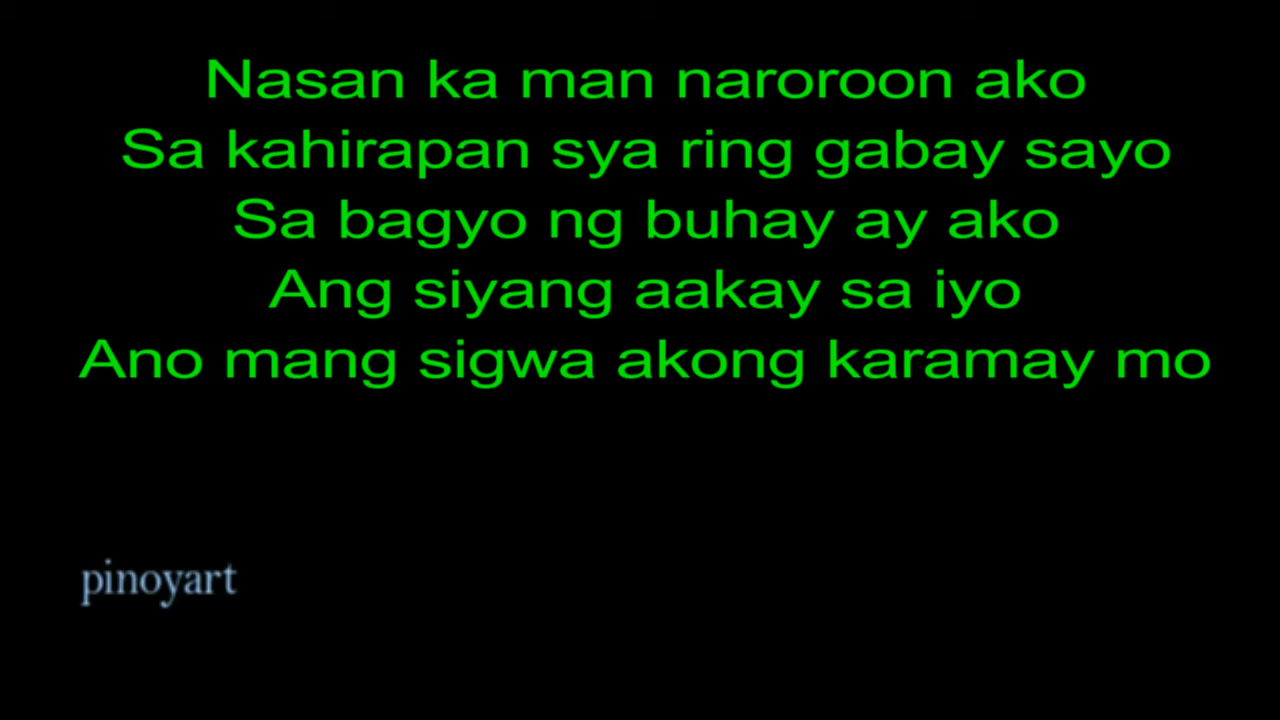 Nasan ka man naroroon ako
Sa kahirapan sya ring gabay sayo
Sa bagyo ng buhay ay ako
Ang siyang aakay sa iyo
Ano mang sigwa akong karamay mo
pinoyart